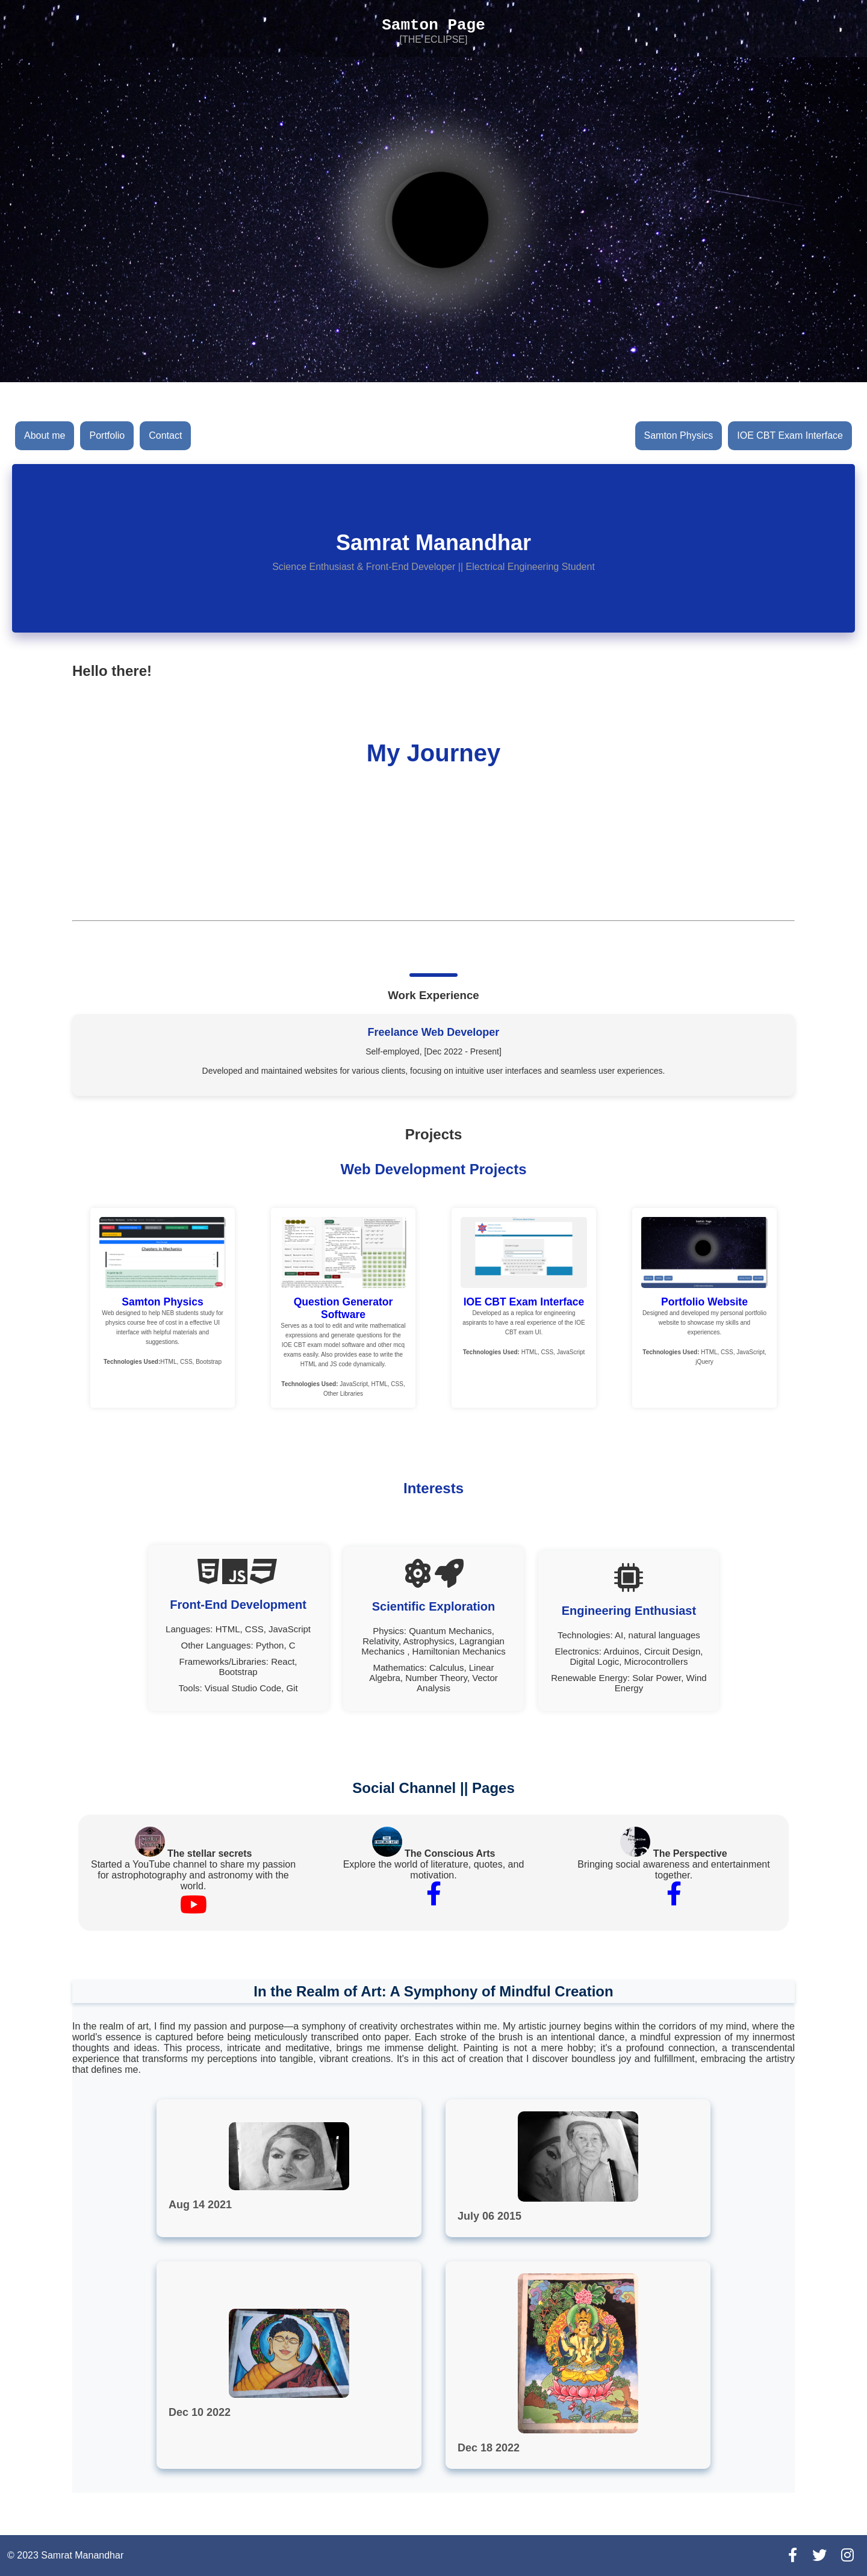 Samton Page
[THE ECLIPSE]
About me
Portfolio
Contact
Samton Physics
IOE CBT Exam Interface
Samrat Manandhar
Science Enthusiast & Front-End Developer || Electrical Engineering Student
Hello there!
My Journey
Work Experience
Freelance Web Developer
Self-employed, [Dec 2022 - Present]
Developed and maintained websites for various clients, focusing on intuitive user interfaces and seamless user experiences.
Projects
Web Development Projects
Samton Physics
Web designed to help NEB students study for
physics course free of cost in a effective UI
interface with helpful materials and
suggestions.
Technologies Used:HTML, CSS, Bootstrap
Question Generator
Software
Serves as a tool to edit and write mathematical
expressions and generate questions for the
IOE CBT exam model software and other mcq
exams easily. Also provides ease to write the
HTML and JS code dynamically.
Technologies Used: JavaScript, HTML, CSS,
Other Libraries
IOE CBT Exam Interface
Developed as a replica for engineering
aspirants to have a real experience of the IOE
CBT exam UI.
Technologies Used: HTML, CSS, JavaScript
Portfolio Website
Designed and developed my personal portfolio
website to showcase my skills and
experiences.
Technologies Used: HTML, CSS, JavaScript,
jQuery
Interests
JS
Front-End Development
Languages: HTML, CSS, JavaScript
Other Languages: Python, C
Frameworks/Libraries: React,
Bootstrap
Tools: Visual Studio Code, Git
Scientific Exploration
Physics: Quantum Mechanics,
Relativity, Astrophysics, Lagrangian
Mechanics , Hamiltonian Mechanics
Mathematics: Calculus, Linear
Algebra, Number Theory, Vector
Analysis
Engineering Enthusiast
Technologies: AI, natural languages
Electronics: Arduinos, Circuit Design,
Digital Logic, Microcontrollers
Renewable Energy: Solar Power, Wind
Energy
Social Channel || Pages
The stellar secrets
Started a YouTube channel to share my passion
for astrophotography and astronomy with the
world.
The Conscious Arts
Explore the world of literature, quotes, and
motivation.
The Perspective
Bringing social awareness and entertainment
together.
In the Realm of Art: A Symphony of Mindful Creation
In the realm of art, I find my passion and purpose—a symphony of creativity orchestrates within me. My artistic journey begins within the corridors of my mind, where the
world's essence is captured before being meticulously transcribed onto paper. Each stroke of the brush is an intentional dance, a mindful expression of my innermost
thoughts and ideas. This process, intricate and meditative, brings me immense delight. Painting is not a mere hobby; it's a profound connection, a transcendental
experience that transforms my perceptions into tangible, vibrant creations. It's in this act of creation that I discover boundless joy and fulfillment, embracing the artistry
that defines me.
Aug 14 2021
July 06 2015
Dec 10 2022
Dec 18 2022
© 2023 Samrat Manandhar